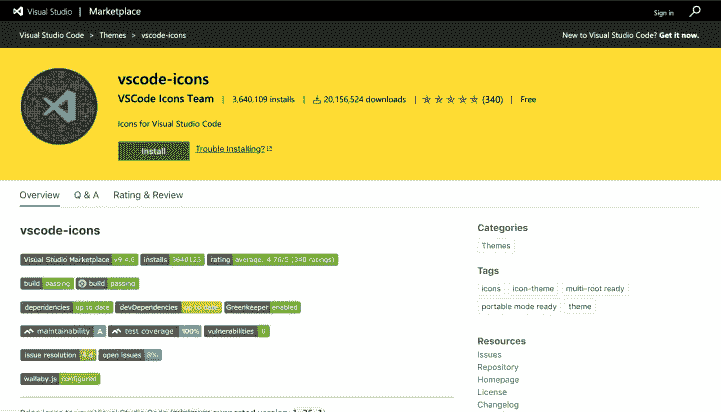 Visual Studio | Marketplace
Sign in
Visual Studio Code > Themes > vscode-icons
New to Visual Studio Code? Get it now.
vscode-icons
VSCode Icons Team | 3,640,109 installs | 20,156,524 downloads | (340) | Free
Icons for Visual Studio Code
Install
Trouble Installing?
Overview Q & A Rating & Review
vscode-icons
Visual Studio Marketplace v9.4.0 installs 3640123 rating average: 4.76/5 (340 ratings)
build passing build passing
dependencies up to date devDependencies Greenkeeper enabled
maintainability A test coverage 100% vulnerabilities 0
issue resolution open issues
wallaby.js configured
Categories
Themes
Tags
icons icon-theme multi-root ready
portable mode ready theme
Resources
Issues
Repository
Homepage
License
Changelog